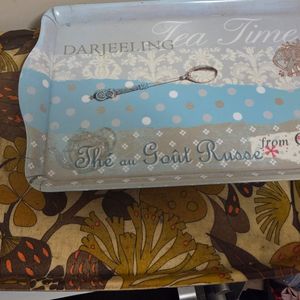 Tea Time
DARJEELING
Thé au Goût Russe
from